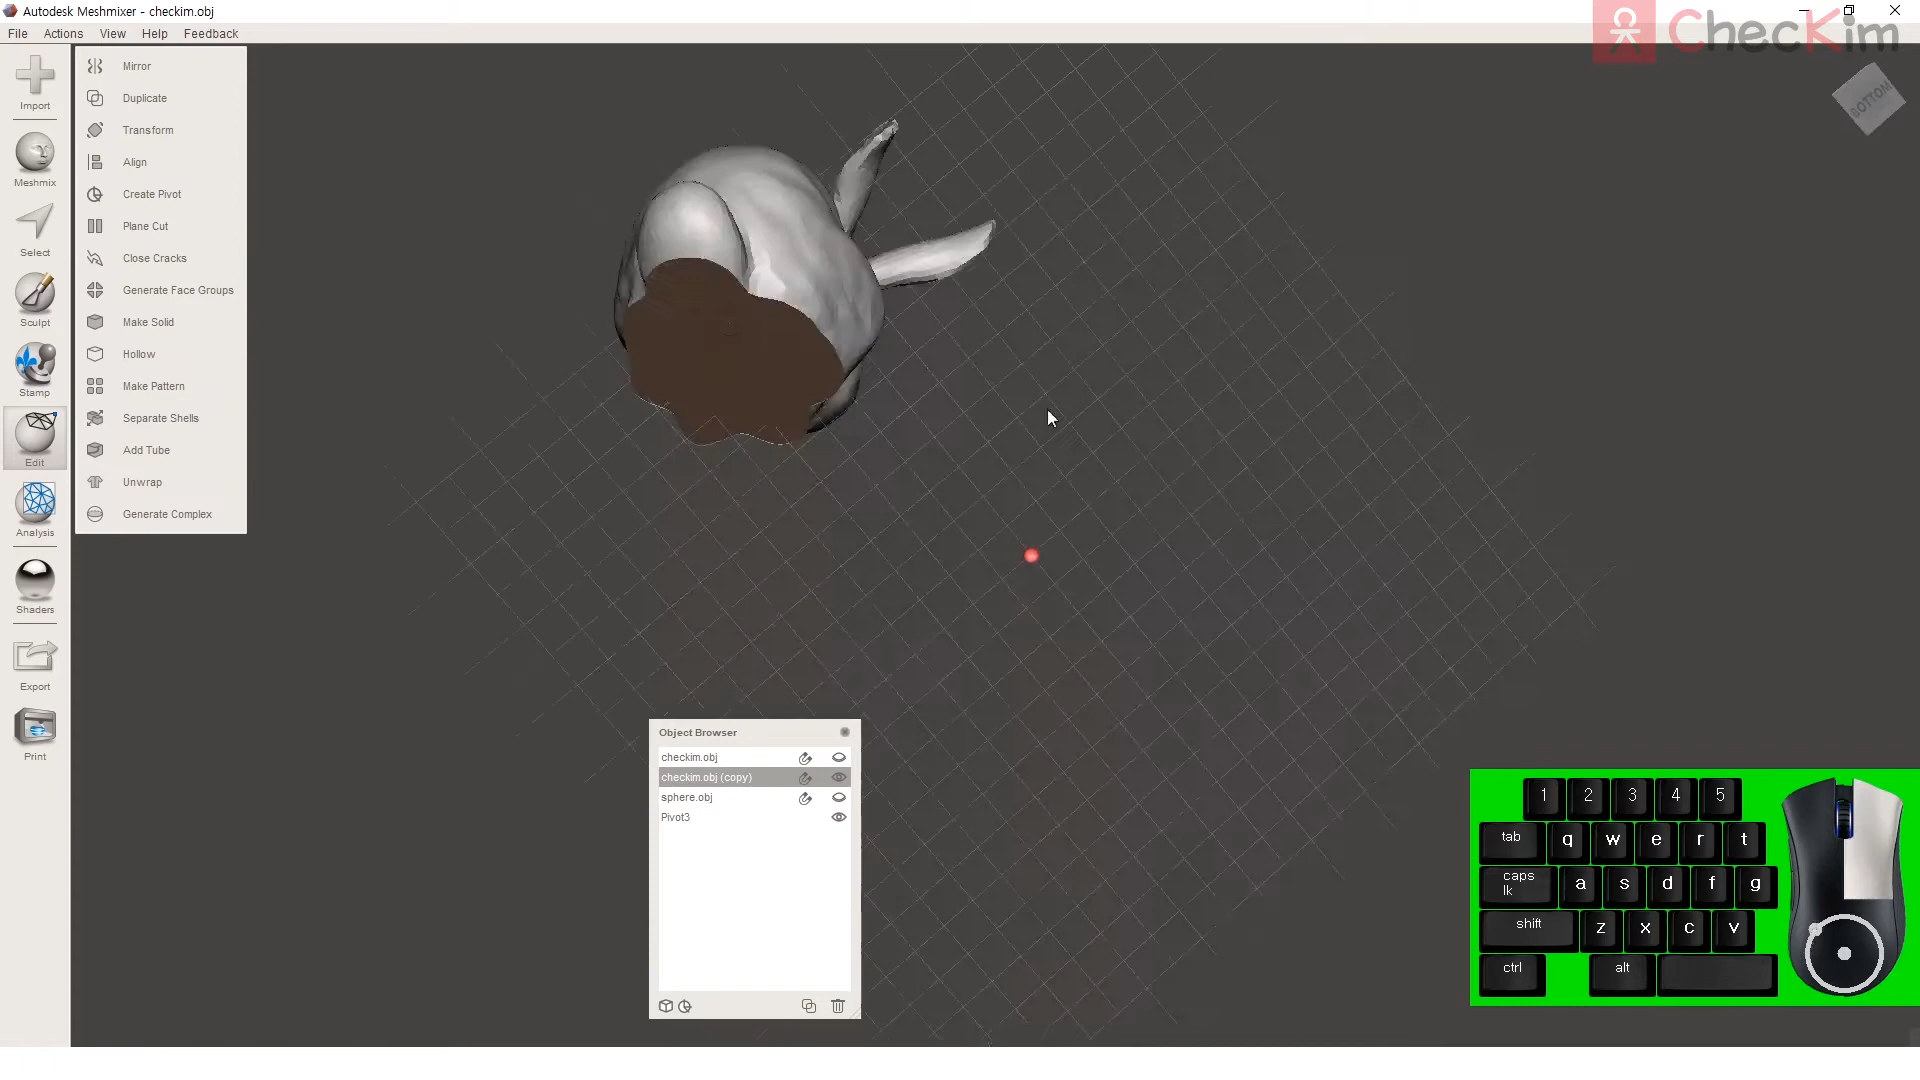 Autodesk Meshmixer - checkim.obj
CHecKim
File Actions View Help Feedback
Import
Meshmix
Select
Sculpt
Stamp
Edit
Analysis
Shaders
Export
Print
Mirror
Duplicate
Transform
Align
Create Pivot
Plane Cut
Close Cracks
Generate Face Groups
Make Solid
Hollow
Make Pattern
Separate Shells
Add Tube
Unwrap
Generate Complex
BOTTOM
Object Browser
checkim.obj
checkim.obj (copy)
sphere.obj
Pivot3
1 2 3 4 5
tab q w e r t
caps
lk a s d f g
shift z x c v
ctrl alt